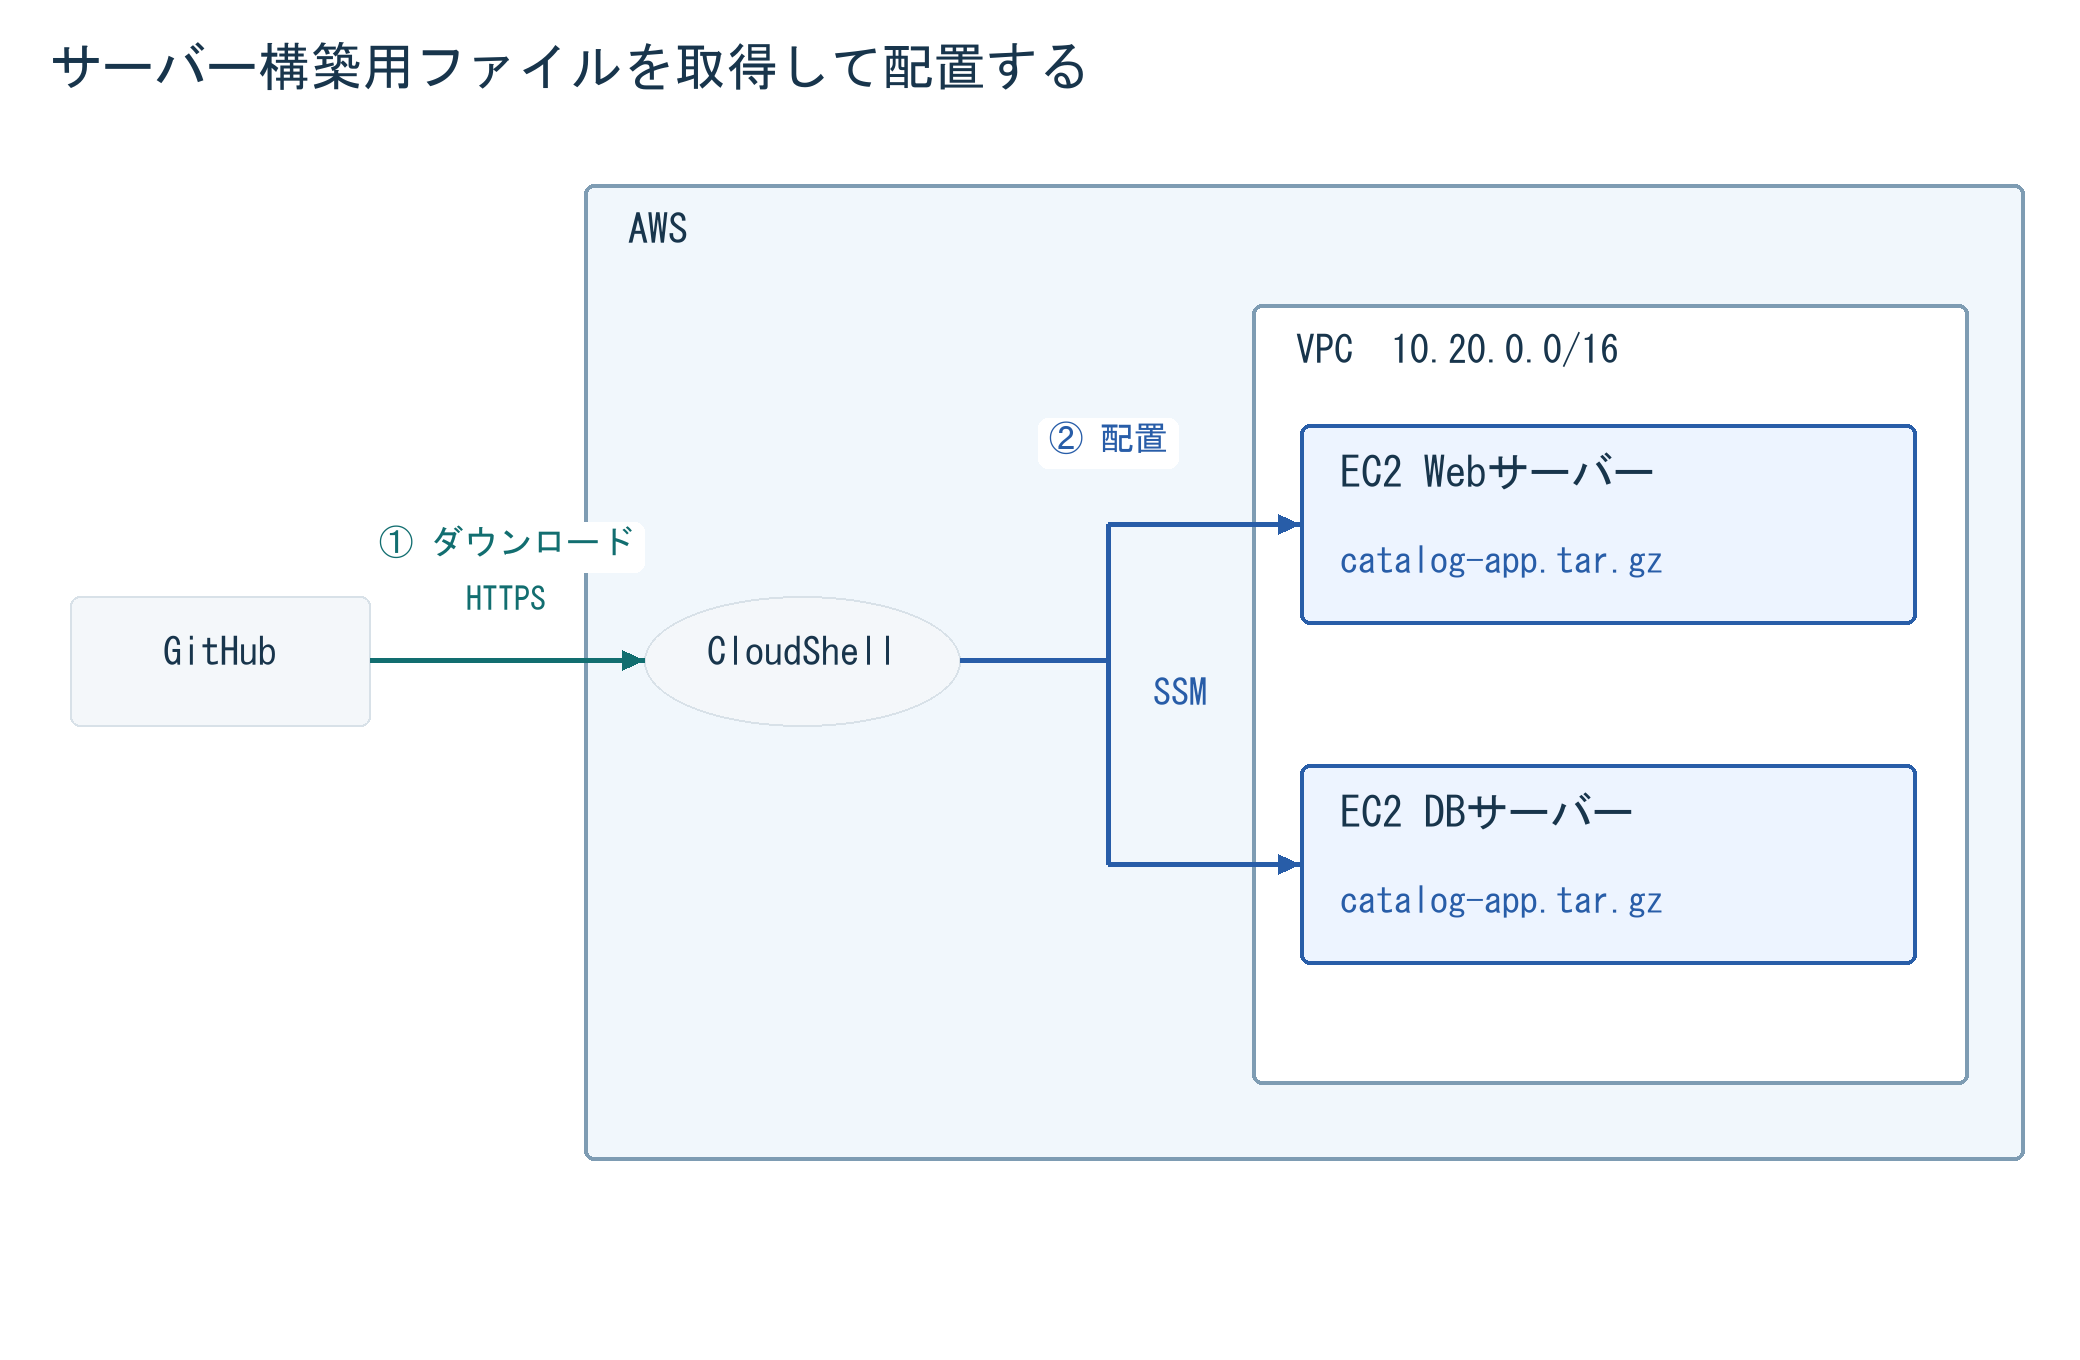 サーバー構築用ファイルを取得して配置する
AWS
VPC 10.20.0.0/16
② 配置
EC2 Webサーバー
catalog-app.tar.gz
① ダウンロード
HTTPS
GitHub
CloudShell
SSM
EC2 DBサーバー
catalog-app.tar.gz